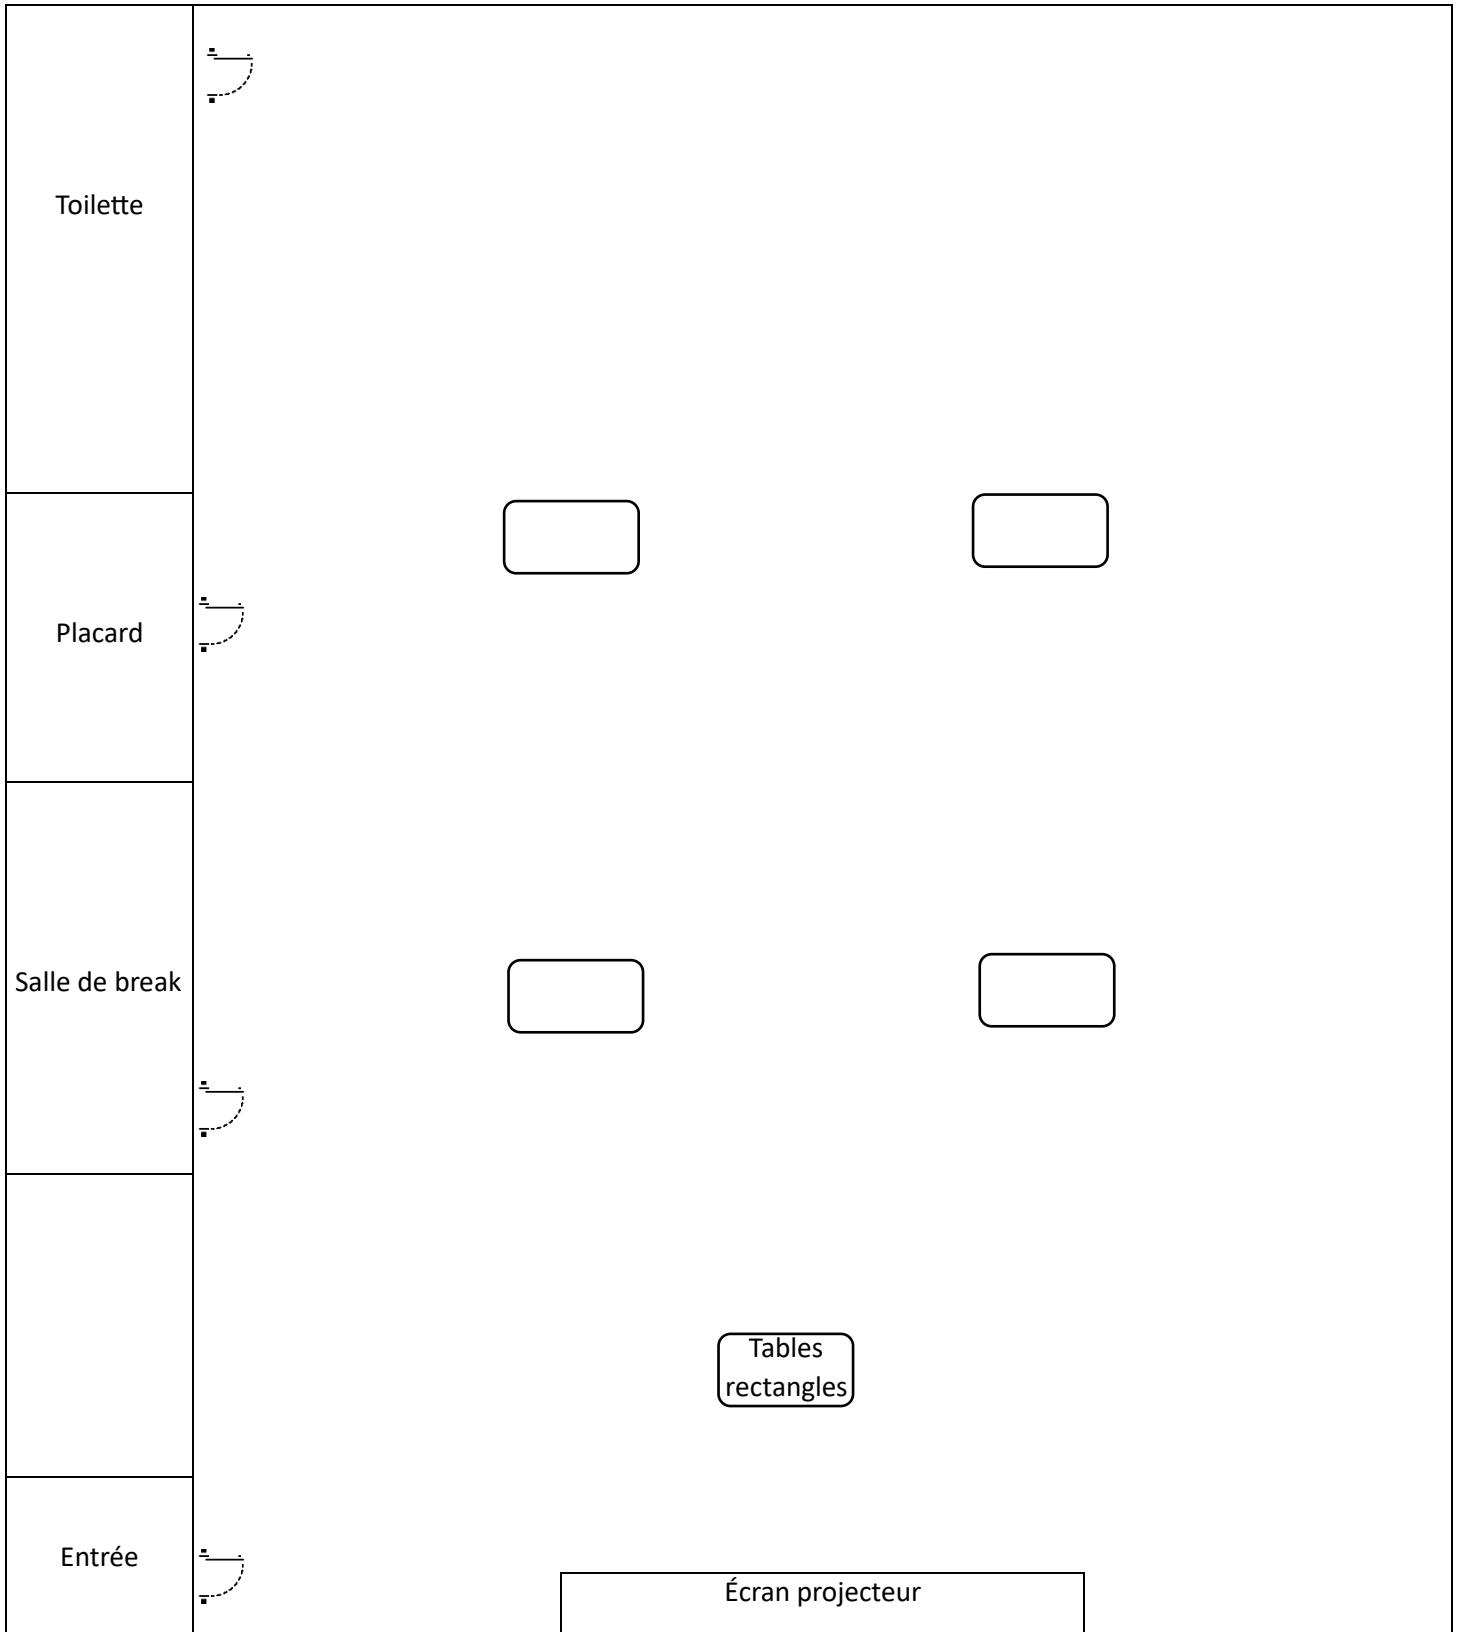 Toilette
Placard
Salle de break
Tables
rectangles
Entrée
Écran projecteur